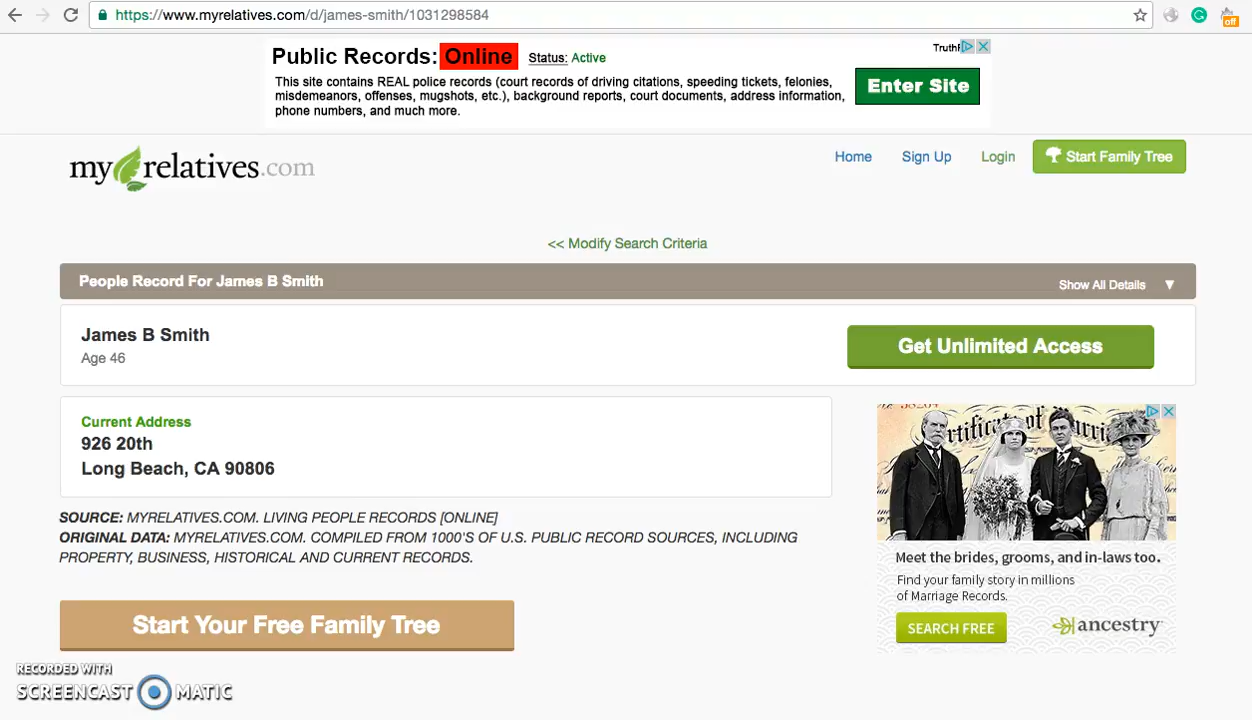 https://www.myrelatives.com/d/james-smith/1031298584
off
Public Records: Online Status: Active
This site contains REAL police records (court records of driving citations, speeding tickets, felonies,
misdemeanors, offenses, mugshots, etc.), background reports, court documents, address information,
phone numbers, and much more.
Enter Site
my relatives.com
Home
Sign Up
Login
Start Family Tree
<< Modify Search Criteria
People Record For James B Smith
Show All Details ▼
James B Smith
Age 46
Get Unlimited Access
Current Address
926 20th
Long Beach, CA 90806
SOURCE: MYRELATIVES.COM. LIVING PEOPLE RECORDS [ONLINE]
ORIGINAL DATA: MYRELATIVES.COM. COMPILED FROM 1000'S OF U.S. PUBLIC RECORD SOURCES, INCLUDING
PROPERTY, BUSINESS, HISTORICAL AND CURRENT RECORDS.
Start Your Free Family Tree
Meet the brides, grooms, and in-laws too.
Find your family story in millions
of Marriage Records.
SEARCH FREE
ancestry
RECORDED WITH
SCREENCAST MATIC